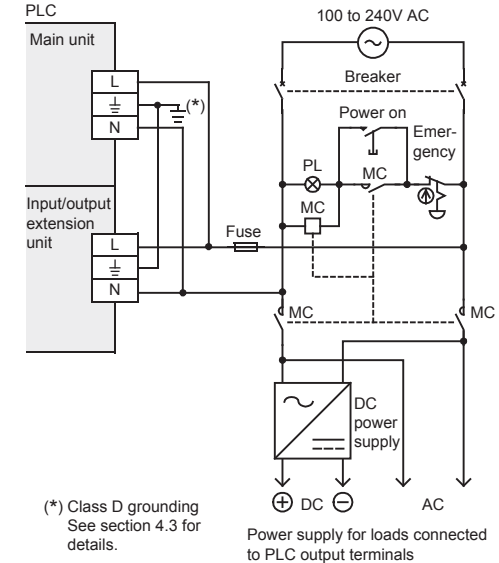 PLC
100 to 240V AC
Main unit
L
N
(*)
Breaker
Power on
Emer-
gency
PL
MC
MC
Input/output
extension
unit
Fuse
L
N
MC
MC
DC
power
supply
DC
AC
(*) Class D grounding
See section 4.3 for
details.
Power supply for loads connected
to PLC output terminals